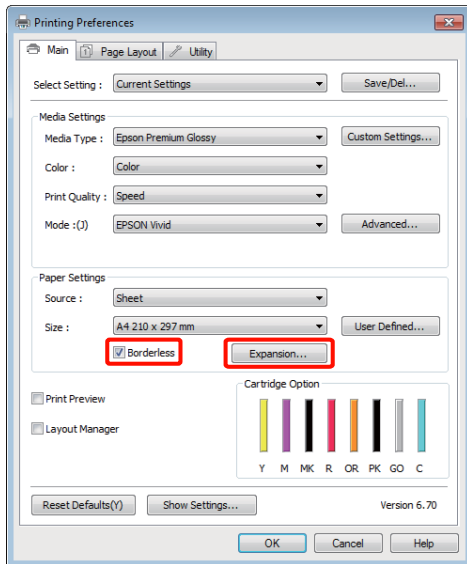 Printing Preferences
Main Page Layout Utility
Select Setting : Current Settings Save/Del...
Media Settings
Media Type : Epson Premium Glossy Custom Settings...
Color : Color
Print Quality : Speed
Mode :(J) EPSON Vivid Advanced...
Paper Settings
Source : Sheet
Size : A4 210 x 297 mm User Defined...
Borderless Expansion...
Cartridge Option
Print Preview
Layout Manager
Y M MK R OR PK GO C
Reset Defaults(Y) Show Settings... Version 6.70
OK Cancel Help